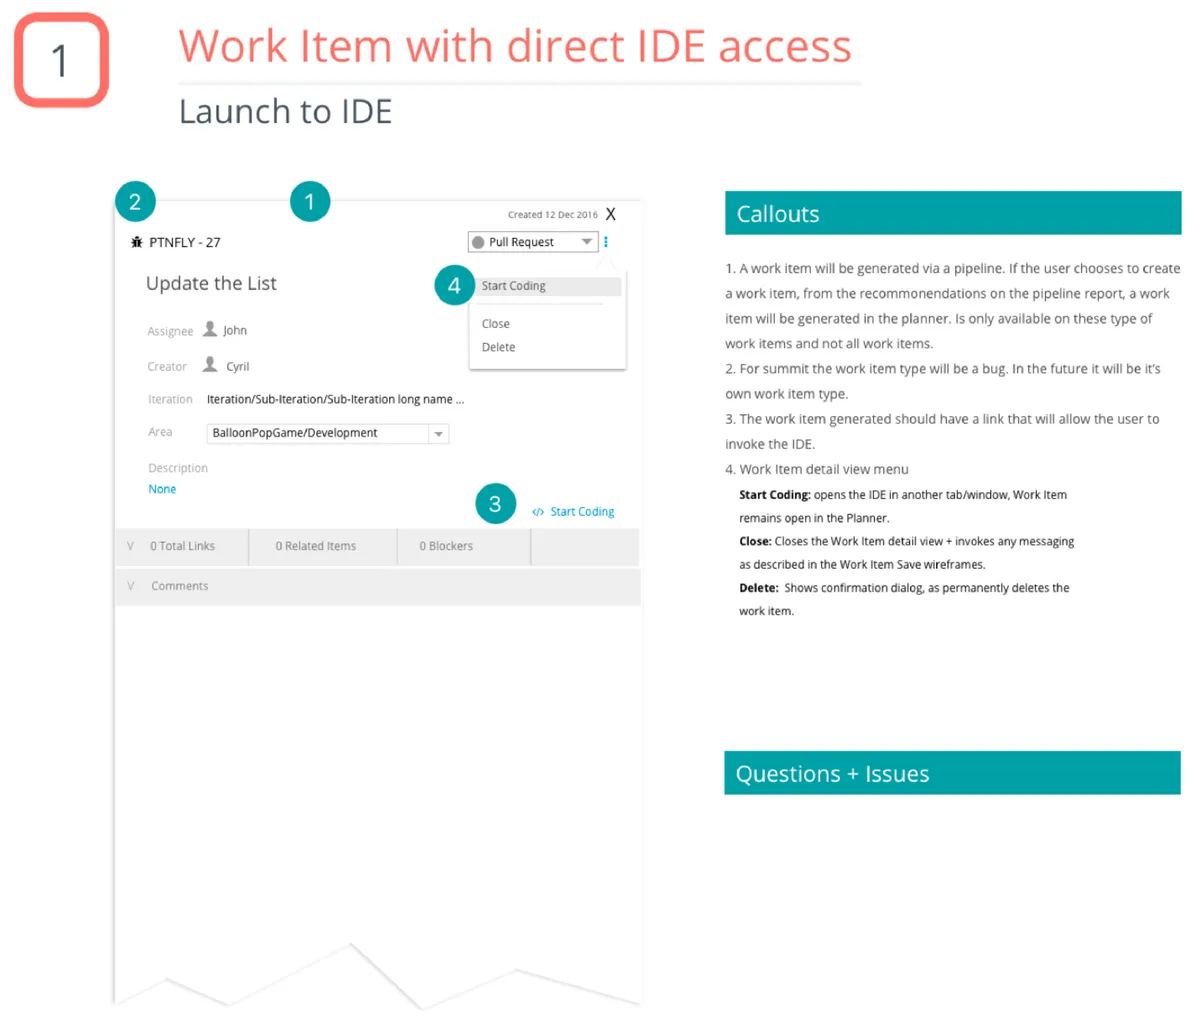 1
Work Item with direct IDE access
Launch to IDE
2
1
Created 12 Dec 2016 X
PTNFLY - 27
Pull Request
Update the List
4
Start Coding
Close
Delete
Assignee John
Creator Cyril
Iteration Iteration/Sub-Iteration/Sub-Iteration long name ...
Area BalloonPopGame/Development
Description
None
3
</> Start Coding
V 0 Total Links 0 Related Items 0 Blockers
V Comments
Callouts
1. A work item will be generated via a pipeline. If the user chooses to create
a work item, from the recommonendations on the pipeline report, a work
item will be generated in the planner. Is only available on these type of
work items and not all work items.
2. For summit the work item type will be a bug. In the future it will be it's
own work item type.
3. The work item generated should have a link that will allow the user to
invoke the IDE.
4. Work Item detail view menu
Start Coding: opens the IDE in another tab/window, Work Item
remains open in the Planner.
Close: Closes the Work Item detail view + invokes any messaging
as described in the Work Item Save wireframes.
Delete: Shows confirmation dialog, as permanently deletes the
work item.
Questions + Issues